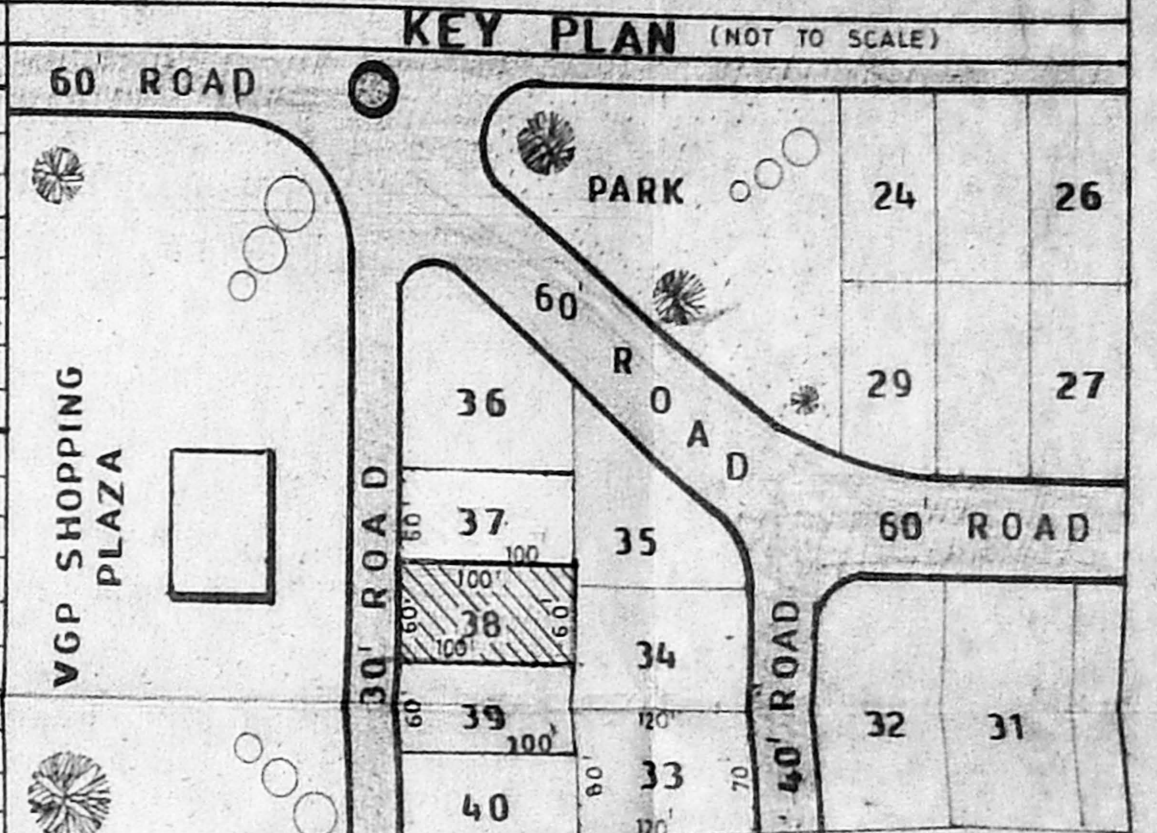 KEY PLAN (NOT TO SCALE)
60' ROAD
PARK
24
26
60' ROAD
29
27
VGP SHOPPING
PLAZA
30' ROAD
36
37
60'
100
100'
60'
38
60'
100'
60'
39
100'
40
35
34
120'
33
80'
70
120'
60' ROAD
40' ROAD
32
31